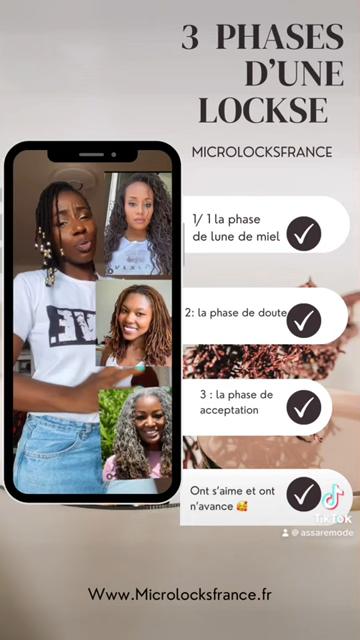 3 PHASES
D'UNE
LOCKSE
MICROLOCKSFRANCE
1/ 1 la phase
de lune de miel
2: la phase de doute
3 : la phase de
acceptation
Ont s'aime et ont
n'avance 🥰
TikTok
@ assaremode
Www.Microlocksfrance.fr